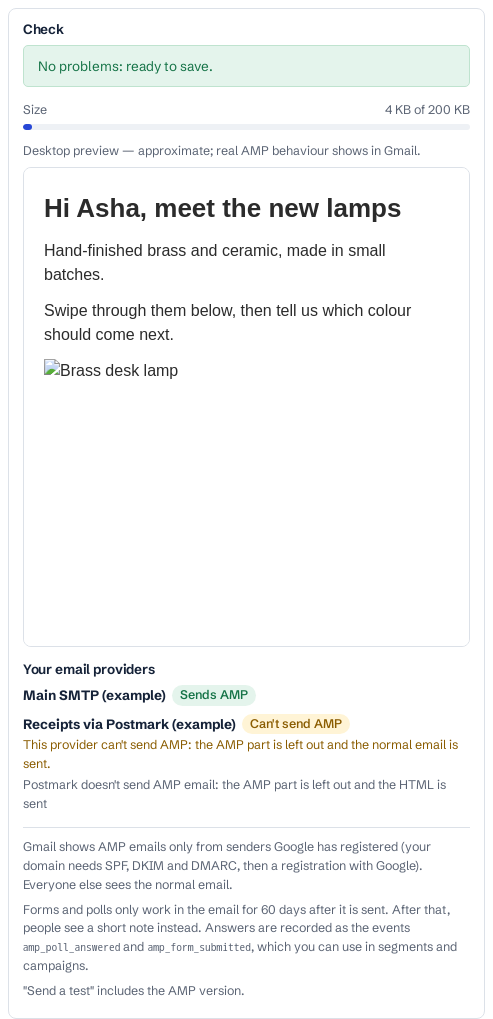 Check
No problems: ready to save.
Size
4 KB of 200 KB
Desktop preview — approximate; real AMP behaviour shows in Gmail.
Hi Asha, meet the new lamps
Hand-finished brass and ceramic, made in small
batches.
Swipe through them below, then tell us which colour
should come next.
Brass desk lamp
Your email providers
Main SMTP (example) Sends AMP
Receipts via Postmark (example) Can't send AMP
This provider can't send AMP: the AMP part is left out and the normal email is
sent.
Postmark doesn't send AMP email: the AMP part is left out and the HTML is
sent
Gmail shows AMP emails only from senders Google has registered (your
domain needs SPF, DKIM and DMARC, then a registration with Google).
Everyone else sees the normal email.
Forms and polls only work in the email for 60 days after it is sent. After that,
people see a short note instead. Answers are recorded as the events
amp_poll_answered and amp_form_submitted, which you can use in segments and
campaigns.
"Send a test" includes the AMP version.